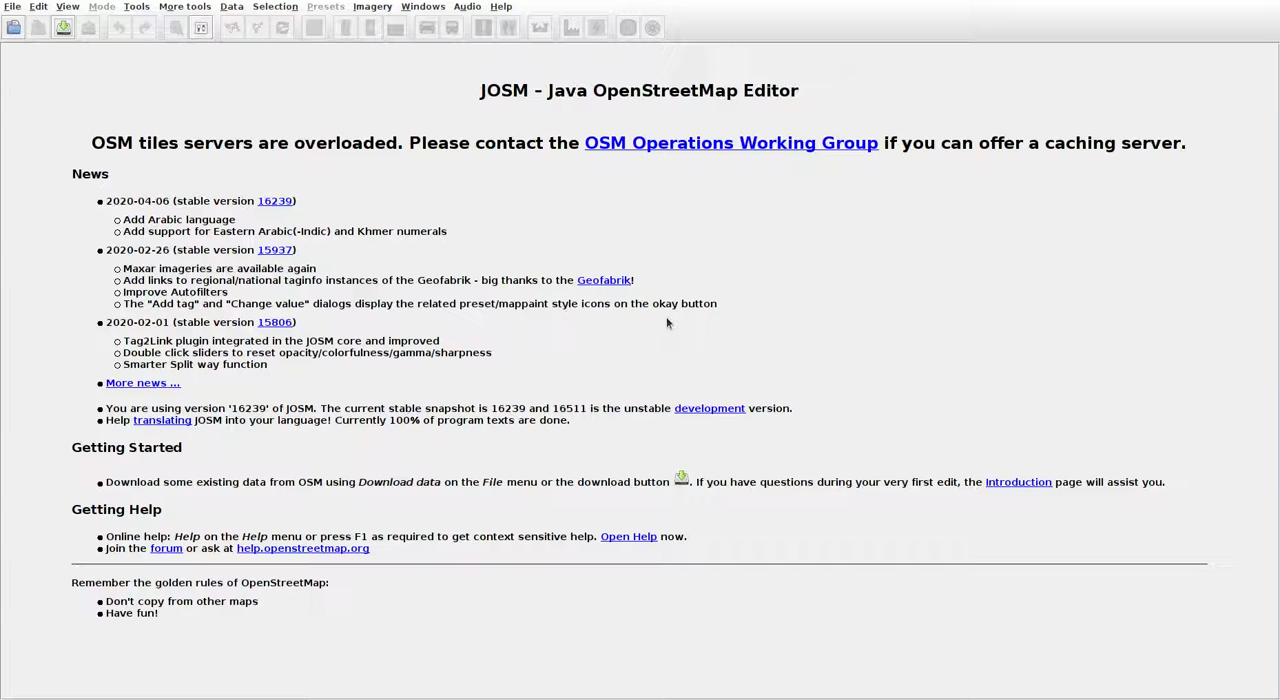 File Edit View Mode Tools More tools Data Selection Presets Imagery Windows Audio Help
JOSM – Java OpenStreetMap Editor
OSM tiles servers are overloaded. Please contact the OSM Operations Working Group if you can offer a caching server.
News
2020-04-06 (stable version 16239)
Add Arabic language
Add support for Eastern Arabic(-Indic) and Khmer numerals
2020-02-26 (stable version 15937)
Maxar imageries are available again
Add links to regional/national taginfo instances of the Geofabrik - big thanks to the Geofabrik!
Improve Autofilters
The "Add tag" and "Change value" dialogs display the related preset/mappaint style icons on the okay button
2020-02-01 (stable version 15806)
Tag2Link plugin integrated in the JOSM core and improved
Double click sliders to reset opacity/colorfulness/gamma/sharpness
Smarter Split way function
More news ...
You are using version '16239' of JOSM. The current stable snapshot is 16239 and 16511 is the unstable development version.
Help translating JOSM into your language! Currently 100% of program texts are done.
Getting Started
Download some existing data from OSM using Download data on the File menu or the download button . If you have questions during your very first edit, the Introduction page will assist you.
Getting Help
Online help: Help on the Help menu or press F1 as required to get context sensitive help. Open Help now.
Join the forum or ask at help.openstreetmap.org
Remember the golden rules of OpenStreetMap:
Don't copy from other maps
Have fun!